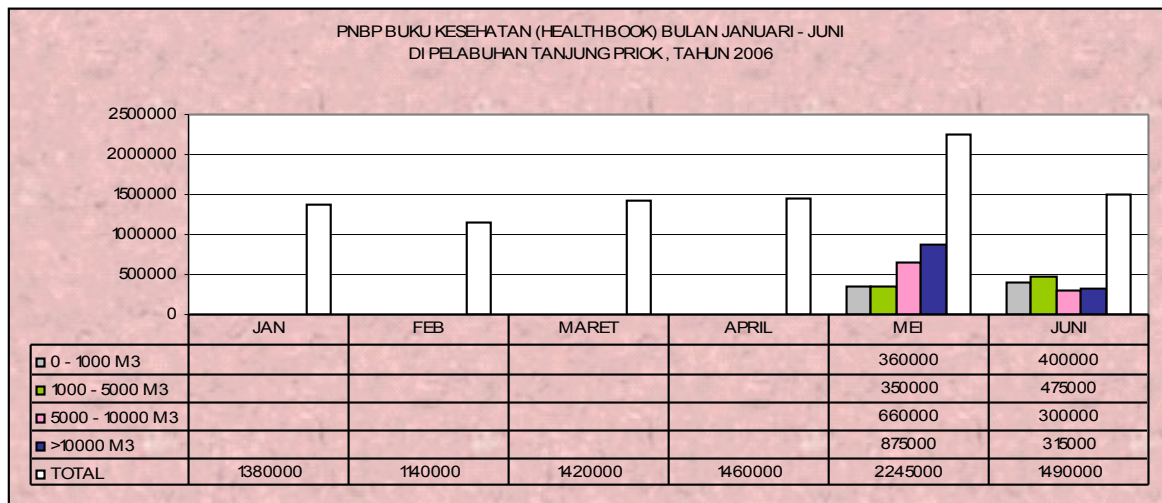 PNBP BUKU KESEHATAN (HEALTH BOOK) BULAN JANUARI - JUNI
DI PELABUHAN TANJUNG PRIOK , TAHUN 2006
2500000
2000000
1500000
1000000
500000
0
JAN FEB MARET APRIL MEI JUNI
0 - 1000 M3 360000 400000
1000 - 5000 M3 350000 475000
5000 - 10000 M3 660000 300000
>10000 M3 875000 315000
TOTAL 1380000 1140000 1420000 1460000 2245000 1490000